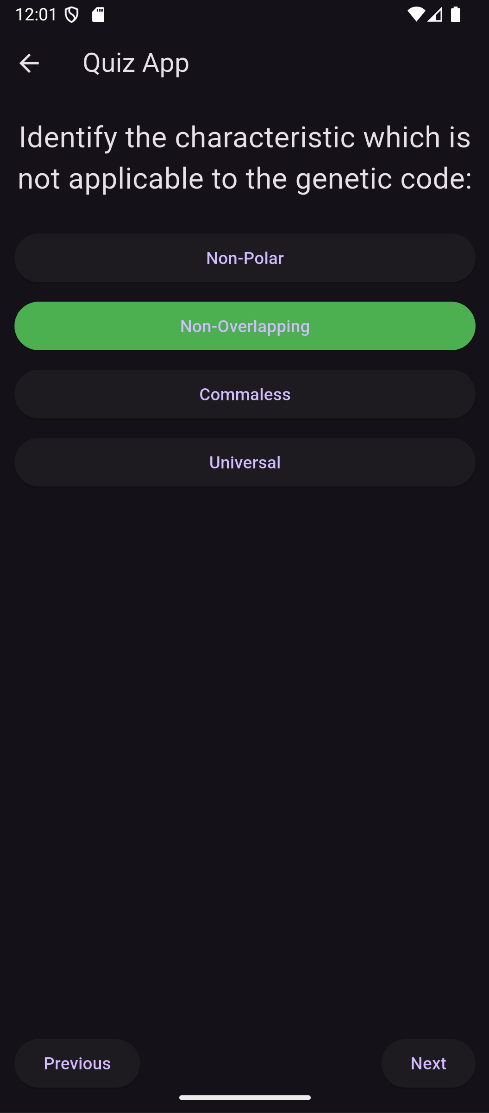 12:01
Quiz App
Identify the characteristic which is
not applicable to the genetic code:
Non-Polar
Non-Overlapping
Commaless
Universal
Previous
Next